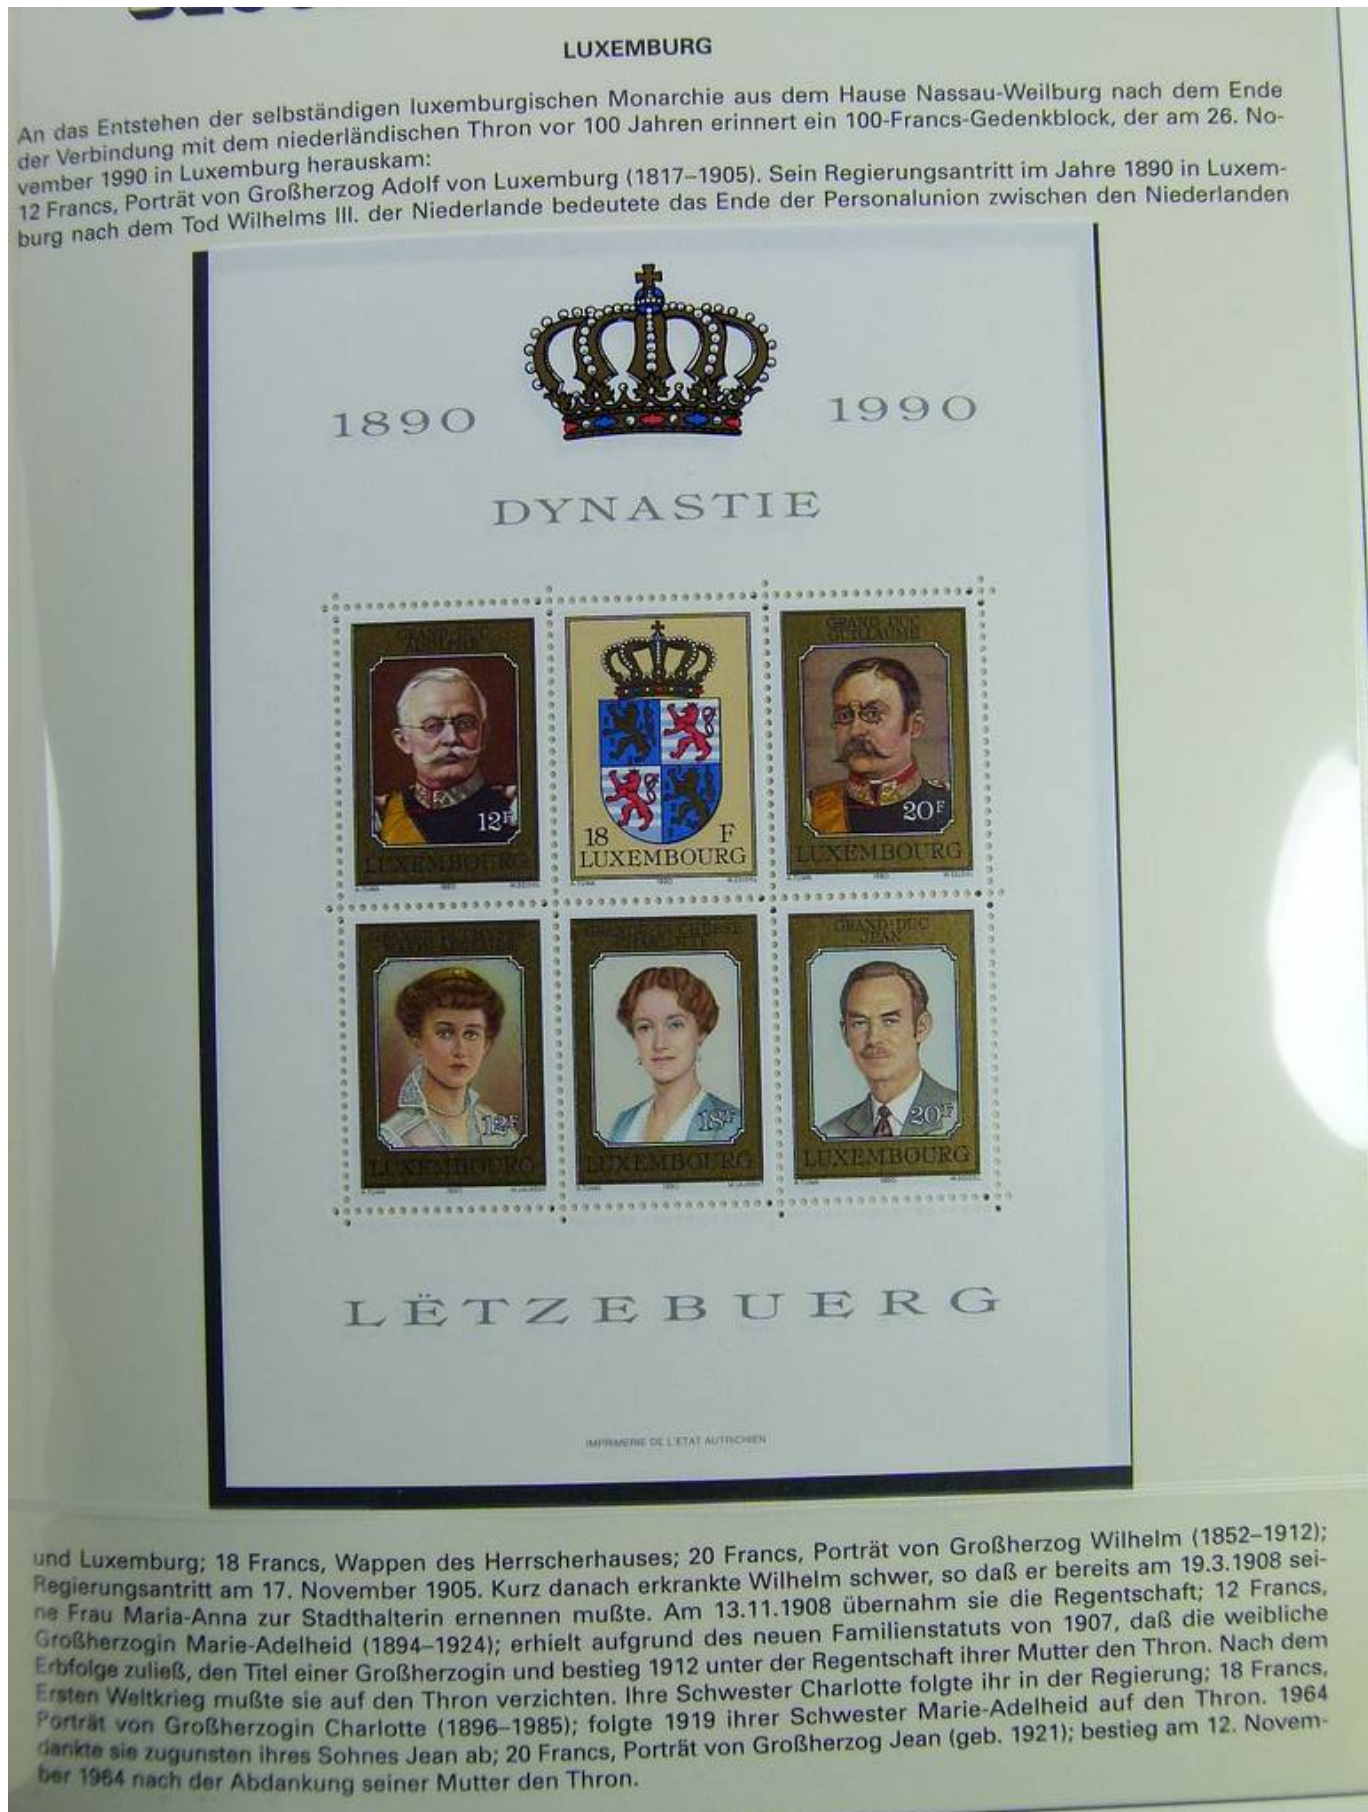 LUXEMBURG
An das Entstehen der selbständigen luxemburgischen Monarchie aus dem Hause Nassau-Weilburg nach dem Ende
der Verbindung mit dem niederländischen Thron vor 100 Jahren erinnert ein 100-Francs-Gedenkblock, der am 26. No-
vember 1990 in Luxemburg herauskam:
12 Francs, Porträt von Großherzog Adolf von Luxemburg (1817–1905). Sein Regierungsantritt im Jahre 1890 in Luxem-
burg nach dem Tod Wilhelms III. der Niederlande bedeutete das Ende der Personalunion zwischen den Niederlanden
1890 1990
DYNASTIE
GRAND-DUC
ADOLPHE
12F
LUXEMBOURG
18 F
LUXEMBOURG
GRAND-DUC
GUILLAUME
20F
LUXEMBOURG
12F
LUXEMBOURG
GRANDE-DUCHESSE
CHARLOTTE
18F
LUXEMBOURG
GRAND-DUC
JEAN
20F
LUXEMBOURG
LËTZEBUERG
IMPRIMERIE DE L'ETAT AUTRICHIEN
und Luxemburg; 18 Francs, Wappen des Herrscherhauses; 20 Francs, Porträt von Großherzog Wilhelm (1852–1912);
Regierungsantritt am 17. November 1905. Kurz danach erkrankte Wilhelm schwer, so daß er bereits am 19.3.1908 sei-
ne Frau Maria-Anna zur Stadthalterin ernennen mußte. Am 13.11.1908 übernahm sie die Regentschaft; 12 Francs,
Großherzogin Marie-Adelheid (1894–1924); erhielt aufgrund des neuen Familienstatuts von 1907, daß die weibliche
Erbfolge zuließ, den Titel einer Großherzogin und bestieg 1912 unter der Regentschaft ihrer Mutter den Thron. Nach dem
Ersten Weltkrieg mußte sie auf den Thron verzichten. Ihre Schwester Charlotte folgte ihr in der Regierung; 18 Francs,
Porträt von Großherzogin Charlotte (1896–1985); folgte 1919 ihrer Schwester Marie-Adelheid auf den Thron. 1964
dankte sie zugunsten ihres Sohnes Jean ab; 20 Francs, Porträt von Großherzog Jean (geb. 1921); bestieg am 12. Novem-
ber 1964 nach der Abdankung seiner Mutter den Thron.